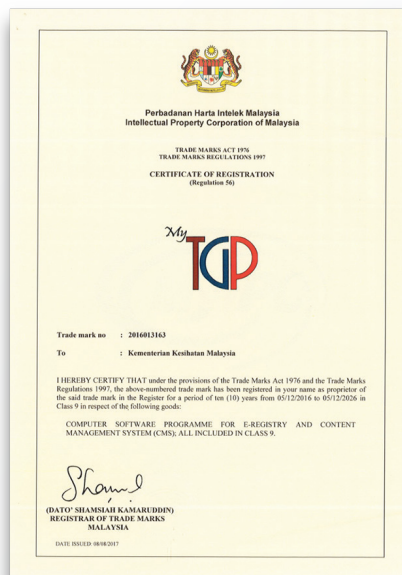 Perbadanan Harta Intelek Malaysia
Intellectual Property Corporation of Malaysia
TRADE MARKS ACT 1976
TRADE MARKS REGULATIONS 1997
CERTIFICATE OF REGISTRATION
(Regulation 56)
My
TGP
Trade mark no : 2016013163
To : Kementerian Kesihatan Malaysia
I HEREBY CERTIFY THAT under the provisions of the Trade Marks Act 1976 and the Trade Marks
Regulations 1997, the above-numbered trade mark has been registered in your name as proprietor of
the said trade mark in the Register for a period of ten (10) years from 05/12/2016 to 05/12/2026 in
Class 9 in respect of the following goods:
COMPUTER SOFTWARE PROGRAMME FOR E-REGISTRY AND CONTENT
MANAGEMENT SYSTEM (CMS); ALL INCLUDED IN CLASS 9.
(DATO' SHAMSIAH KAMARUDDIN)
REGISTRAR OF TRADE MARKS
MALAYSIA
DATE ISSUED: 08/08/2017